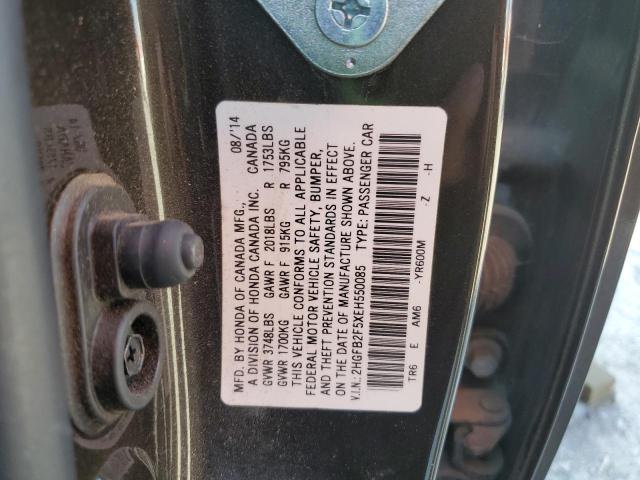 MFD. BY HONDA OF CANADA MFG., 08/'14
A DIVISION OF HONDA CANADA INC. CANADA
GVWR 3748LBS GAWR F 2018LBS R 1753LBS
GVWR 1700KG GAWR F 915KG R 795KG
THIS VEHICLE CONFORMS TO ALL APPLICABLE
FEDERAL MOTOR VEHICLE SAFETY, BUMPER,
AND THEFT PREVENTION STANDARDS IN EFFECT
ON THE DATE OF MANUFACTURE SHOWN ABOVE.
V.I.N.: 2HGFB2F5XEH550085 TYPE: PASSENGER CAR
TR6 E AM6 -YR600M -Z -H